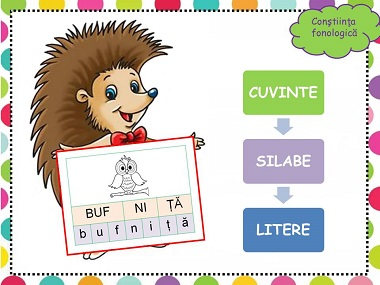 Conștiința
fonologică
CUVINTE
SILABE
LITERE
BUF NI ȚĂ
b u f n i ț ă